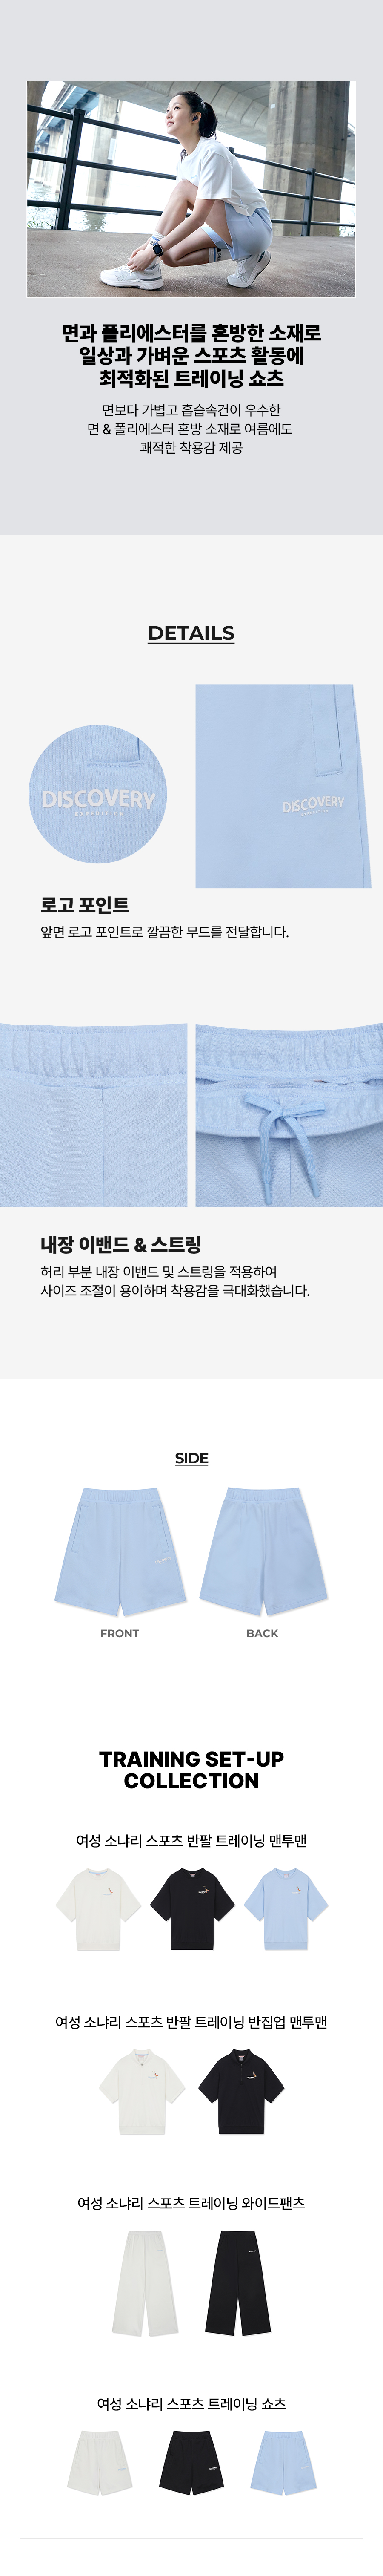 면과 폴리에스터를 혼방한 소재로
일상과 가벼운 스포츠 활동에
최적화된 트레이닝 쇼츠
면보다 가볍고 흡습속건이 우수한
면 & 폴리에스터 혼방 소재로 여름에도
쾌적한 착용감 제공
DETAILS
DISCOVERY
EXPEDITION
DISCOVERY
로고 포인트
앞면 로고 포인트로 깔끔한 무드를 전달합니다.
내장 이밴드 & 스트링
허리 부분 내장 이밴드 및 스트링을 적용하여
사이즈 조절이 용이하며 착용감을 극대화했습니다.
SIDE
FRONT
BACK
TRAINING SET-UP
COLLECTION
여성 소냐리 스포츠 반팔 트레이닝 맨투맨
여성 소냐리 스포츠 반팔 트레이닝 반집업 맨투맨
여성 소냐리 스포츠 트레이닝 와이드팬츠
여성 소냐리 스포츠 트레이닝 쇼츠